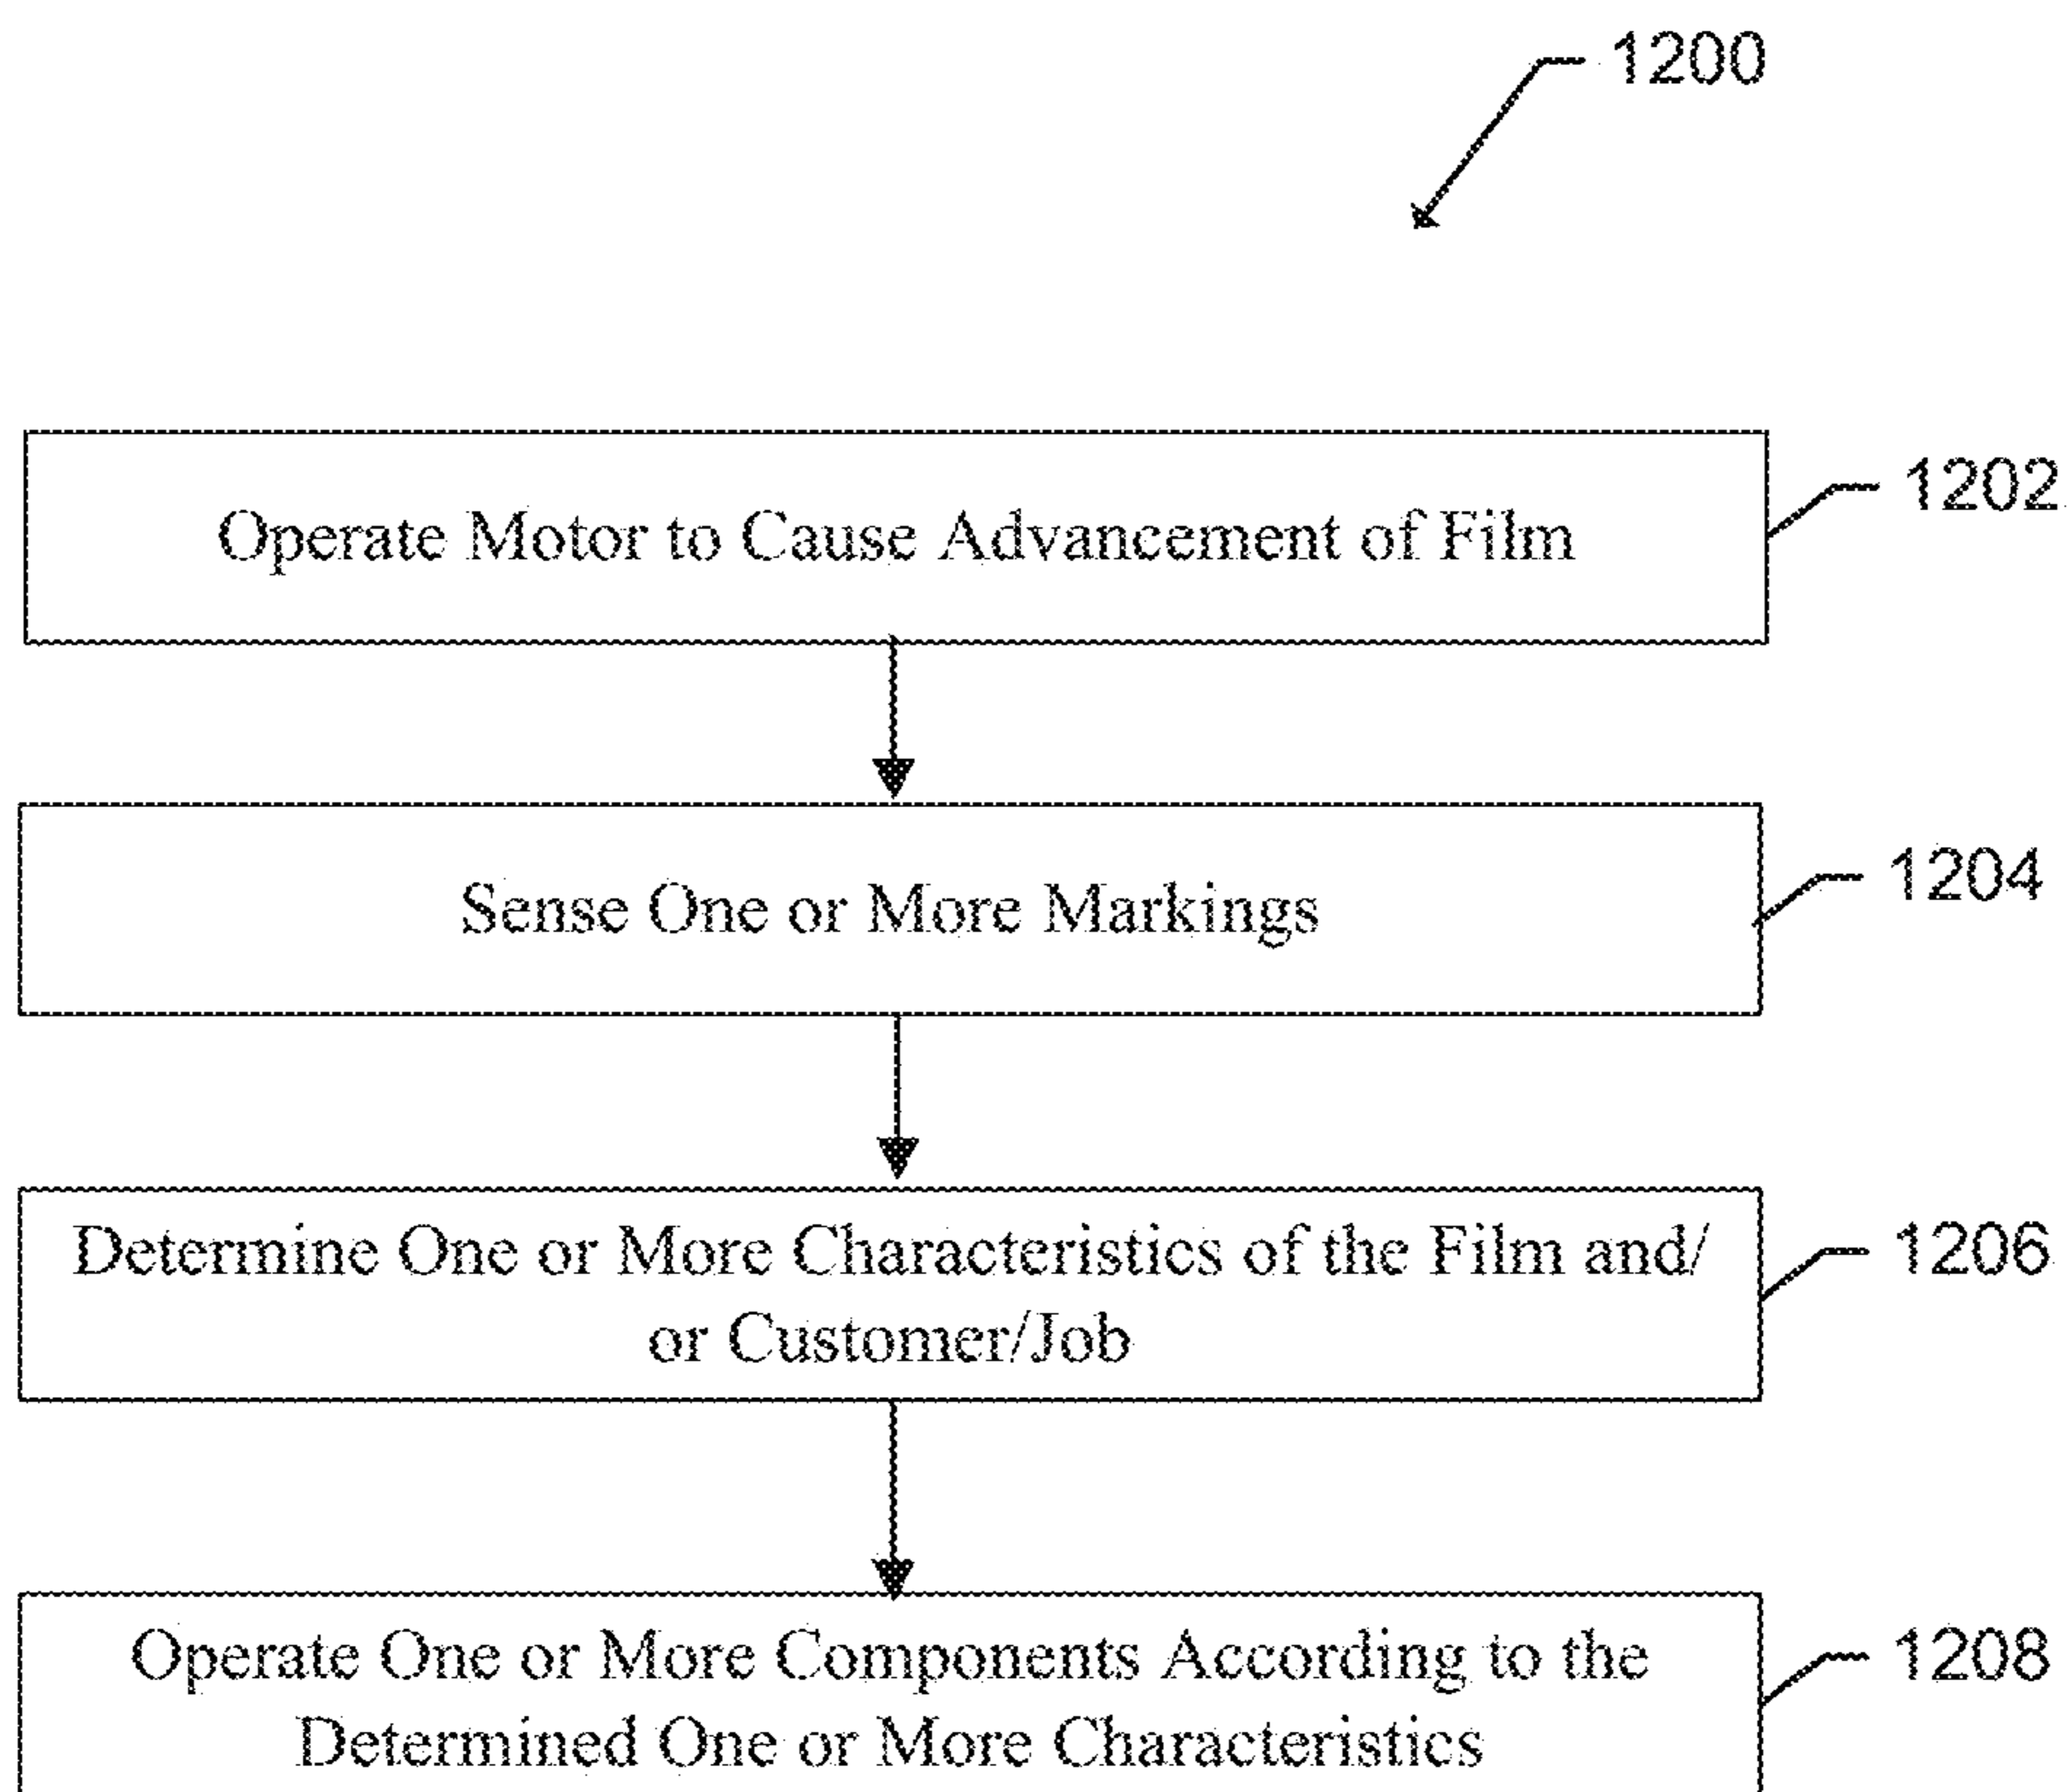 1200
Operate Motor to Cause Advancement of Film
1202
Sense One or More Markings
1204
Determine One or More Characteristics of the Film and/
or Customer/Job
1206
Operate One or More Components According to the
Determined One or More Characteristics
1208